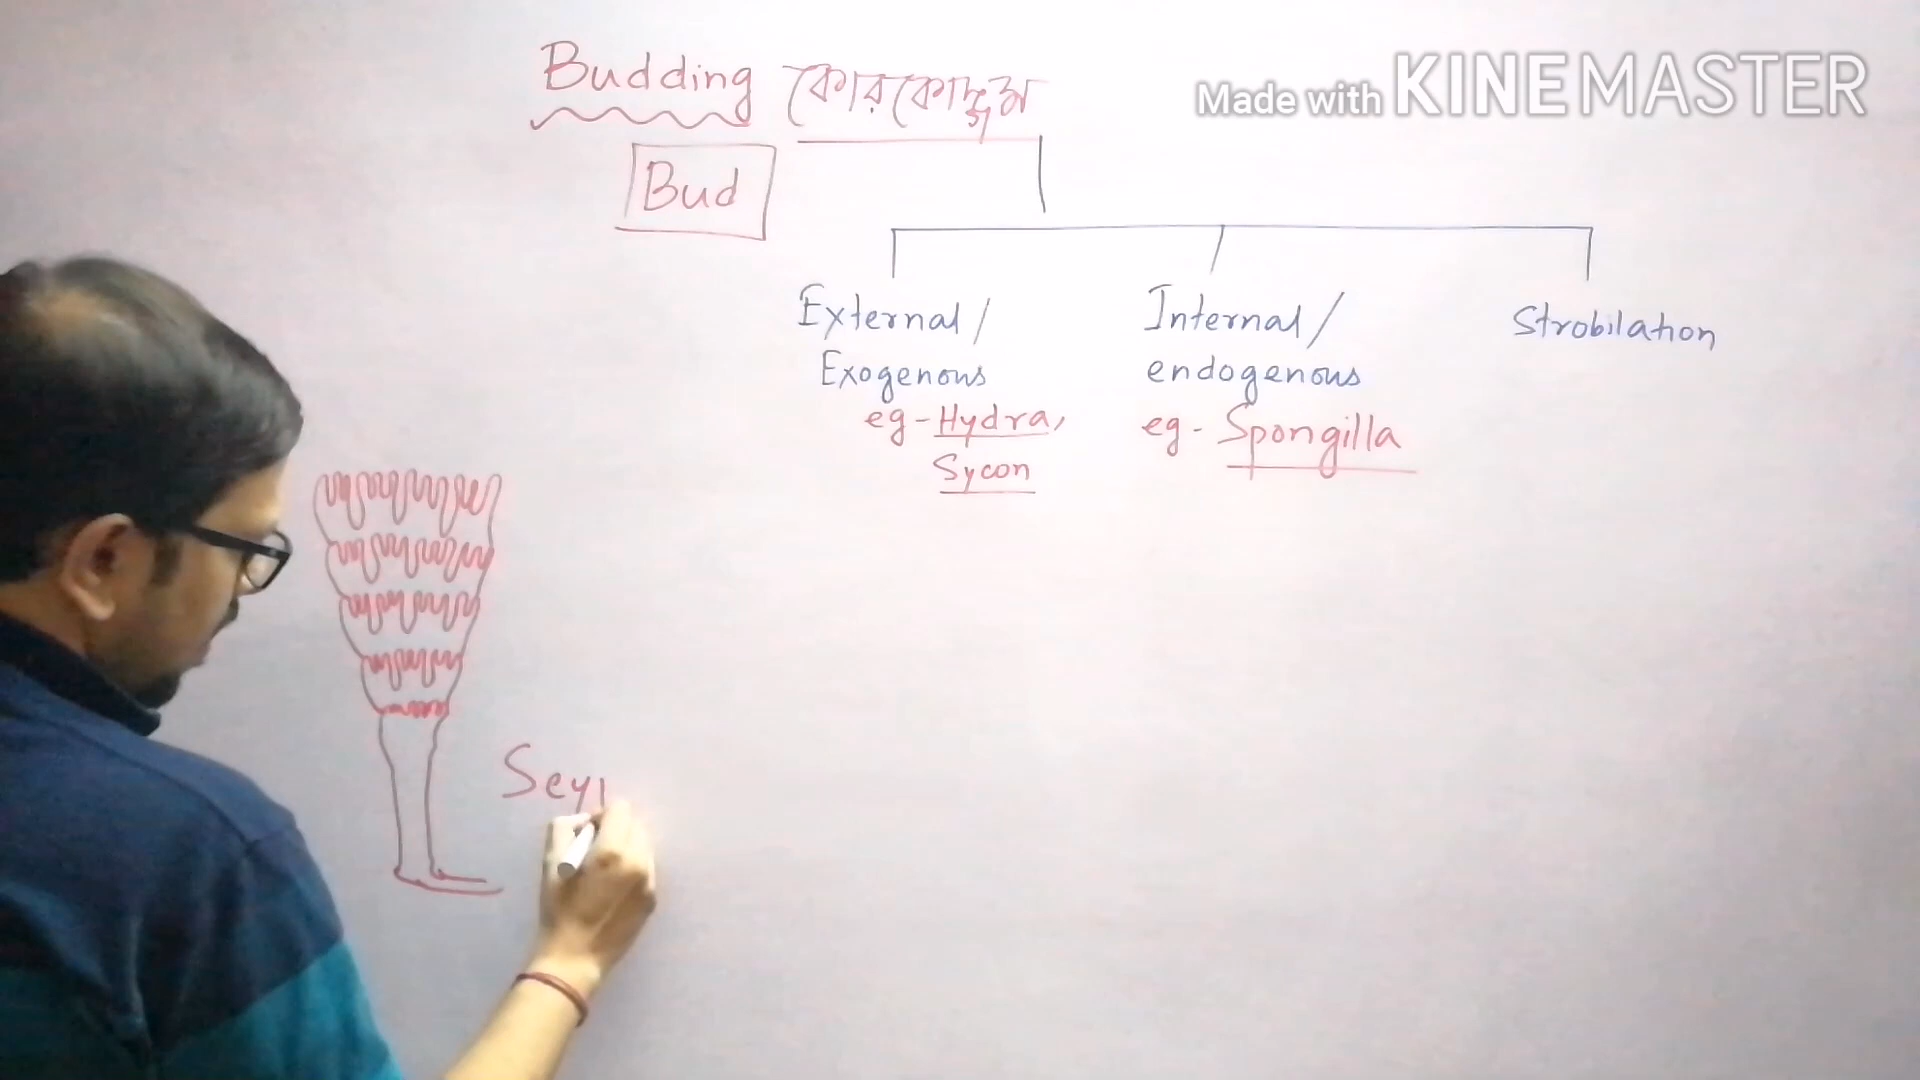 Budding কোরকোদ্গম
Made with KINEMASTER
Bud
External/
Exogenous
eg-Hydra,
Sycon
Internal/
endogenous
eg- Spongilla
Strobilation
Sey